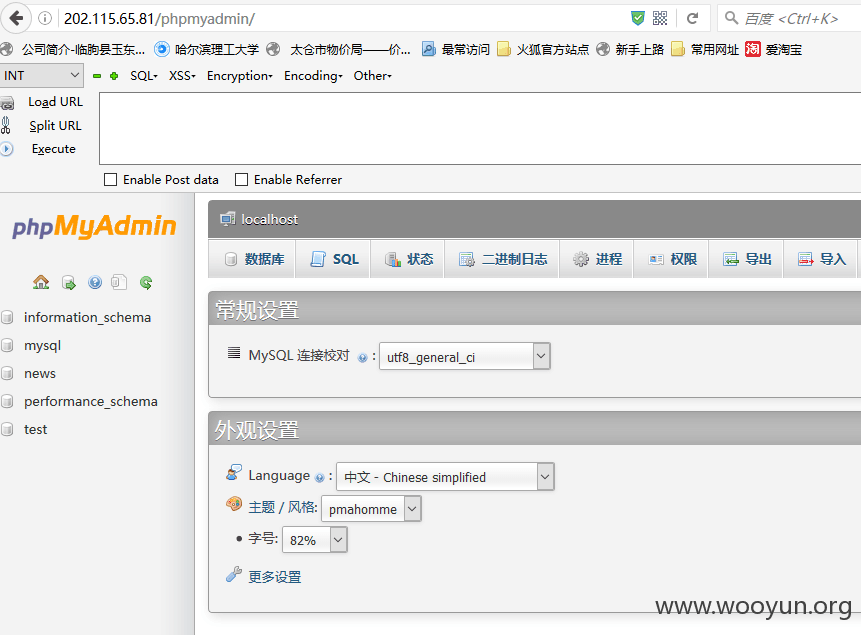 202.115.65.81/phpmyadmin/
百度 <Ctrl+K>
公司简介-临朐县玉东... 哈尔滨理工大学 太仓市物价局——价... 最常访问 火狐官方站点 新手上路 常用网址 淘 爱淘宝
INT SQL XSS Encryption Encoding Other
Load URL
Split URL
Execute
Enable Post data Enable Referrer
phpMyAdmin
information_schema
mysql
news
performance_schema
test
localhost
数据库 SQL 状态 二进制日志 进程 权限 导出 导入
常规设置
MySQL 连接校对 : utf8_general_ci
外观设置
Language : 中文 - Chinese simplified
主题 / 风格: pmahomme
字号: 82%
更多设置
www.wooyun.org